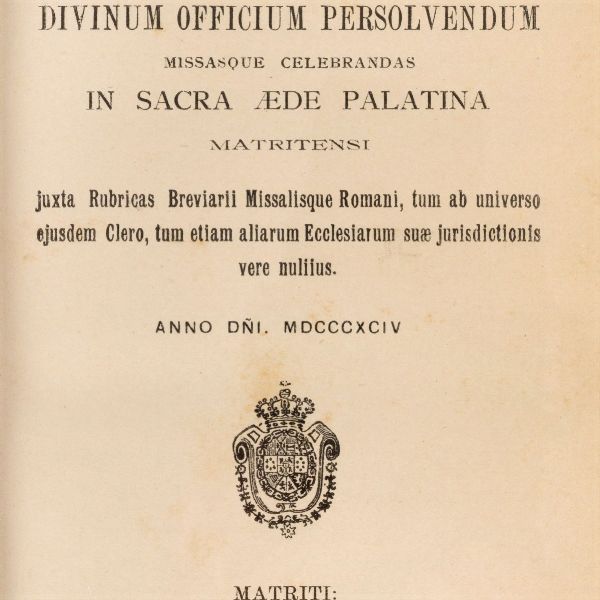 DIVINUM OFFICIUM PERSOLVENDUM
MISSASQUE CELEBRANDAS
IN SACRA ÆDE PALATINA
MATRITENSI
juxta Rubricas Breviarii Missalisque Romani, tum ab universo
ejusdem Clero, tum etiam aliarum Ecclesiarum suæ jurisdictionis
vere nuliius.
ANNO DÑI. MDCCCXCIV
MATRITI: